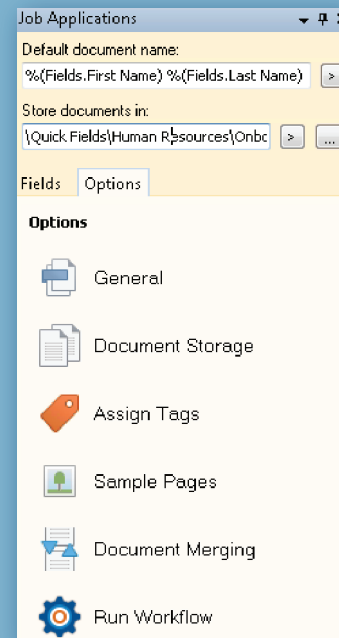 Job Applications
Default document name:
%(Fields.First Name) %(Fields.Last Name) >
Store documents in:
\Quick Fields\Human Resources\Onbc > ...
Fields Options
Options
General
Document Storage
Assign Tags
Sample Pages
Document Merging
Run Workflow